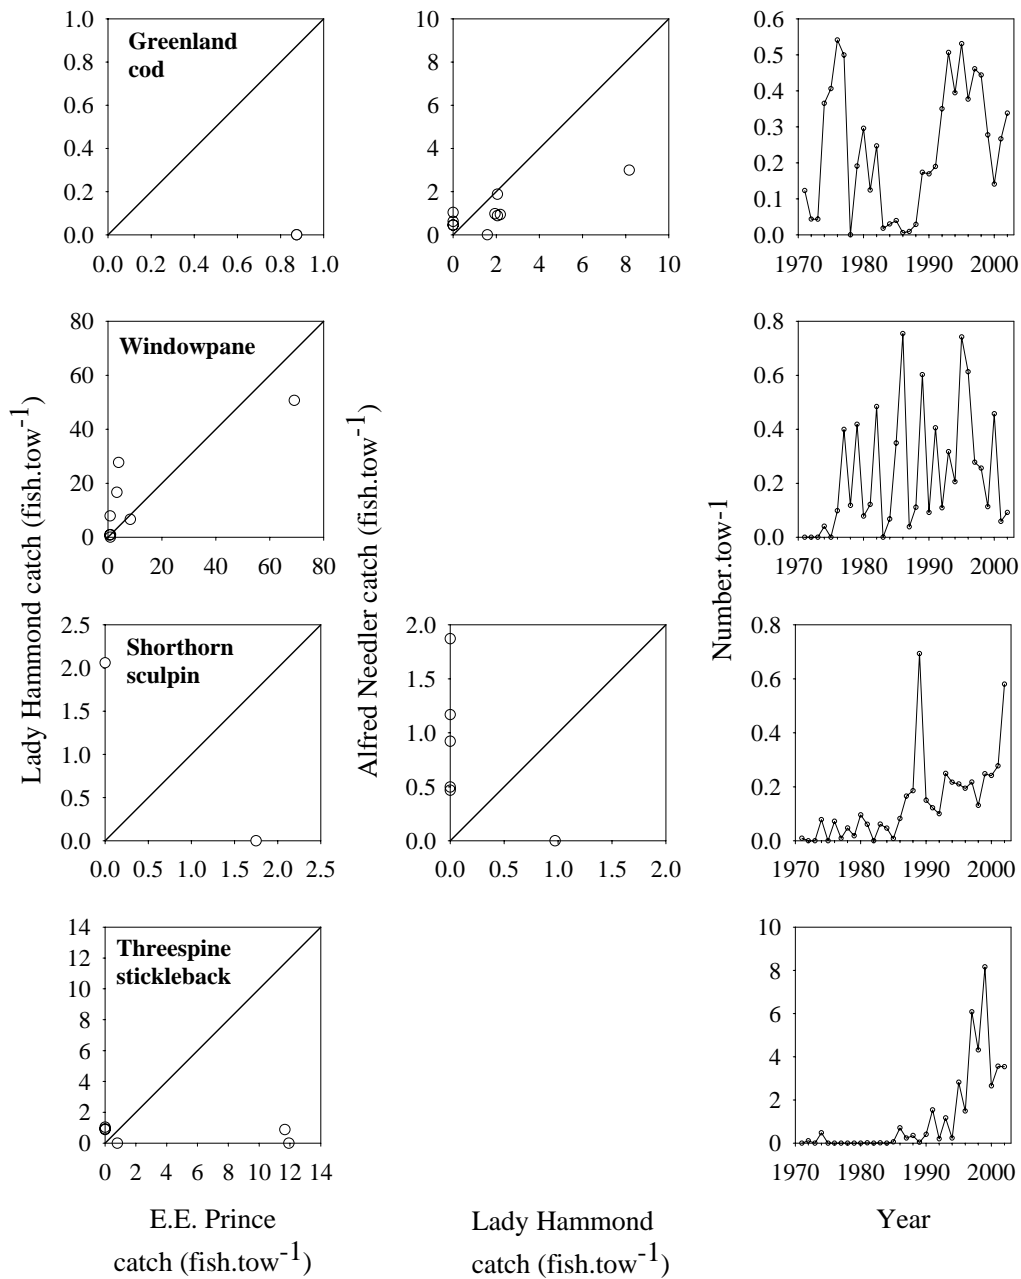 Greenland
cod
1.0
0.8
0.6
0.4
0.2
0.0
0.0 0.2 0.4 0.6 0.8 1.0
10
8
6
4
2
0
0 2 4 6 8 10
0.6
0.5
0.4
0.3
0.2
0.1
0.0
1970 1980 1990 2000
Windowpane
80
60
40
20
0
0 20 40 60 80
0.8
0.6
0.4
0.2
0.0
1970 1980 1990 2000
Lady Hammond catch (fish.tow-1)
Alfred Needler catch (fish.tow-1)
Number.tow-1
Shorthorn
sculpin
2.5
2.0
1.5
1.0
0.5
0.0
0.0 0.5 1.0 1.5 2.0 2.5
2.0
1.5
1.0
0.5
0.0
0.0 0.5 1.0 1.5 2.0
0.8
0.6
0.4
0.2
0.0
1970 1980 1990 2000
Threespine
stickleback
14
12
10
8
6
4
2
0
0 2 4 6 8 10 12 14
10
8
6
4
2
0
1970 1980 1990 2000
E.E. Prince
catch (fish.tow-1)
Lady Hammond
catch (fish.tow-1)
Year